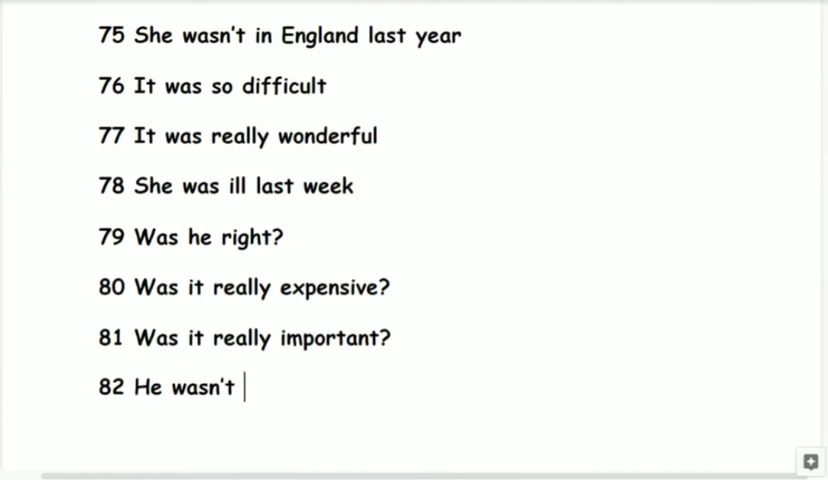 75 She wasn't in England last year
76 It was so difficult
77 It was really wonderful
78 She was ill last week
79 Was he right?
80 Was it really expensive?
81 Was it really important?
82 He wasn't